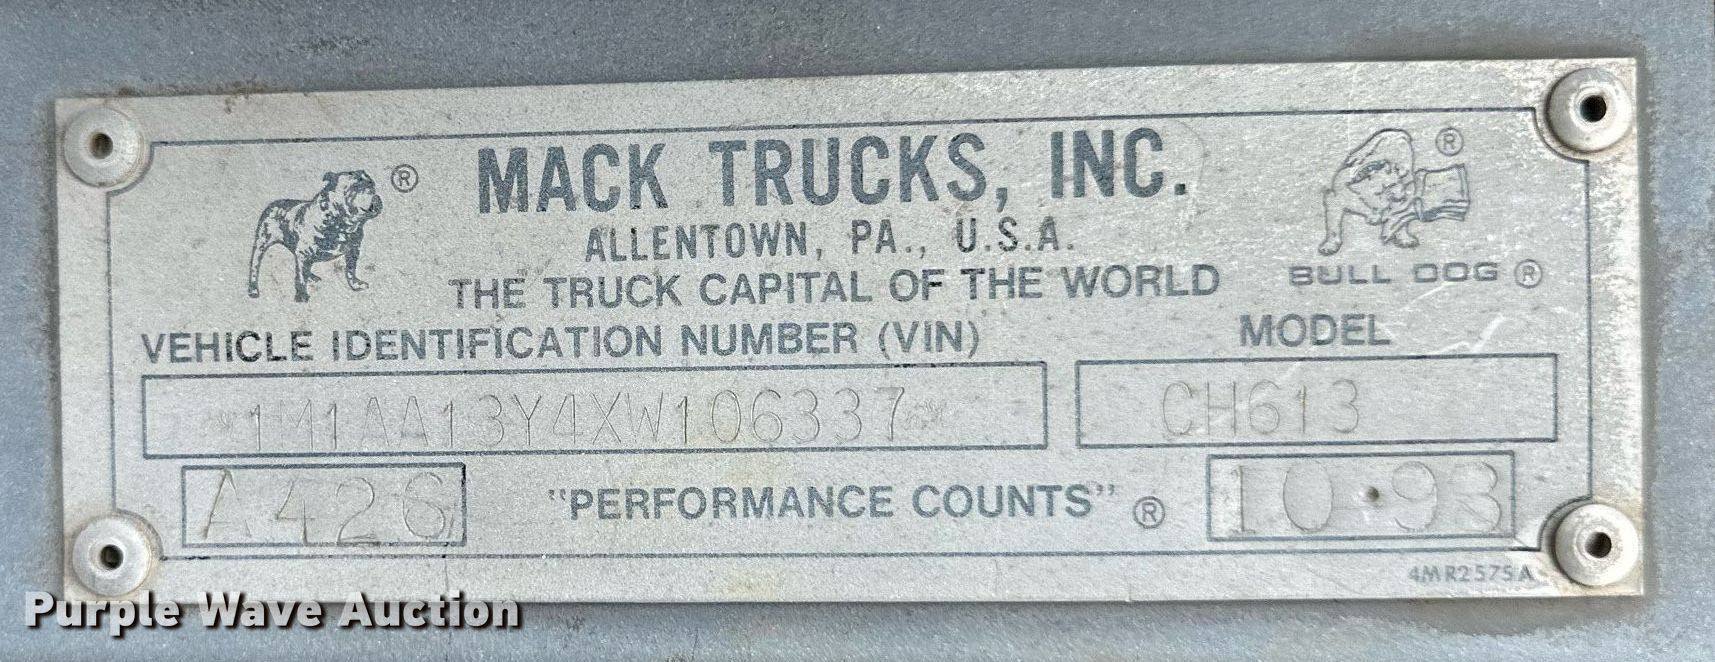 MACK TRUCKS, INC.
ALLENTOWN, PA., U.S.A.
THE TRUCK CAPITAL OF THE WORLD
®
®
BULL DOG ®
VEHICLE IDENTIFICATION NUMBER (VIN)
MODEL
*1M1AA13Y4XW106337*
CH613
A426
"PERFORMANCE COUNTS" ®
10·93
4MR2575A
Purple Wave Auction